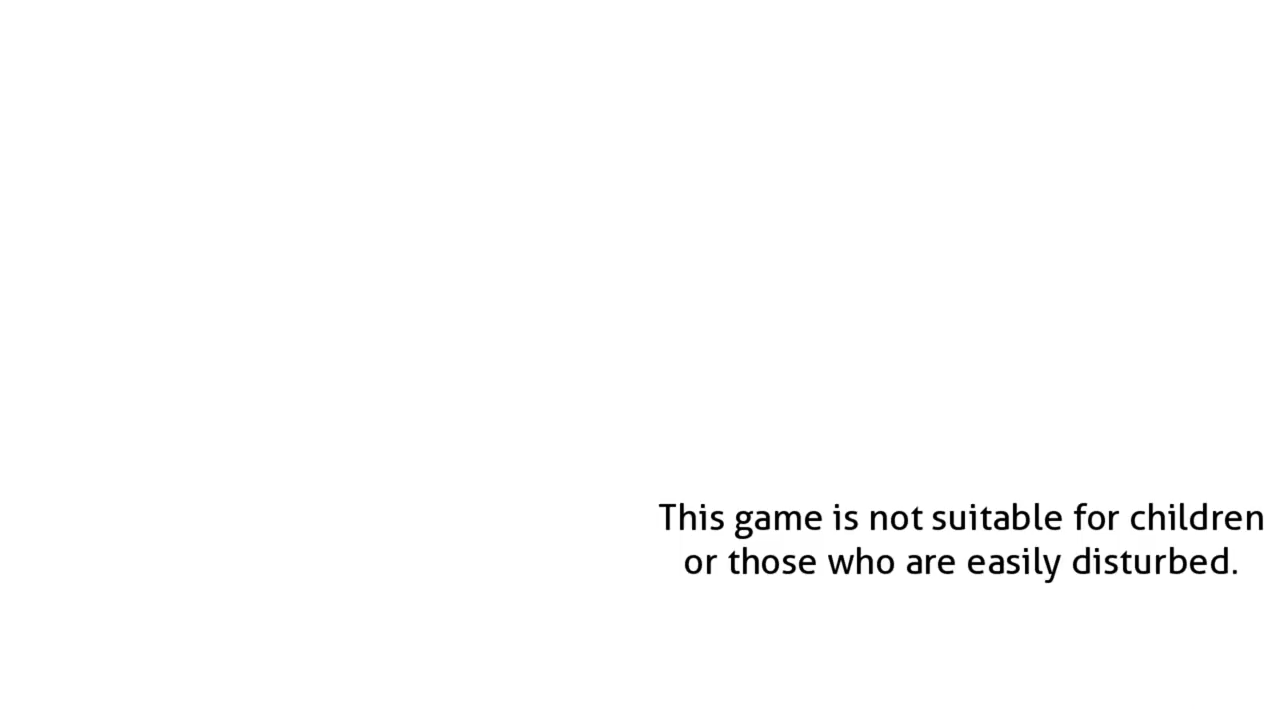 This game is not suitable for children
or those who are easily disturbed.